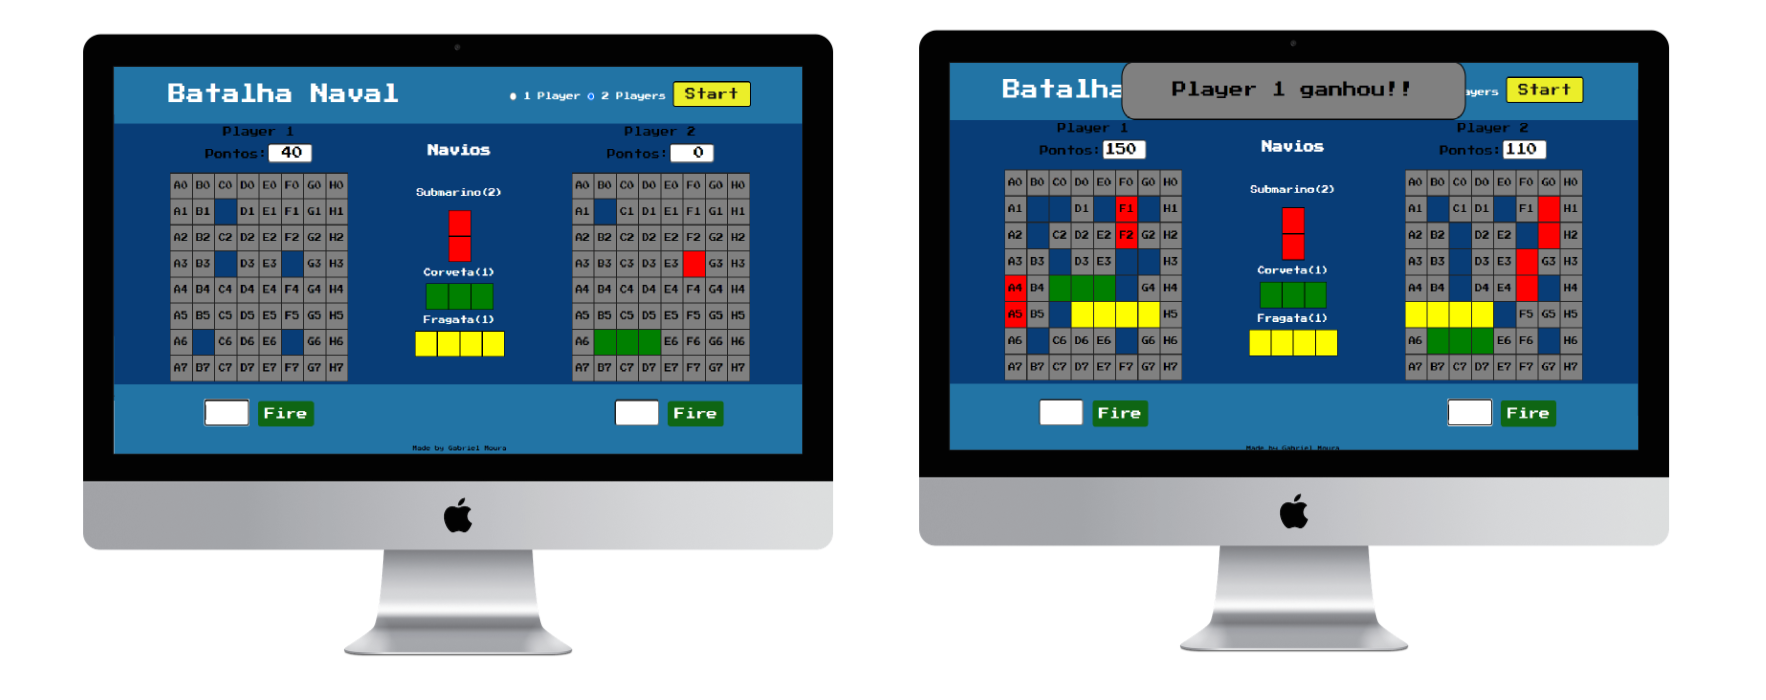 Batalha Naval
1 Player 2 Players Start
Player 1
Pontos: 40
A0 B0 C0 D0 E0 F0 G0 H0
A1 B1 D1 E1 F1 G1 H1
A2 B2 C2 D2 E2 F2 G2 H2
A3 B3 D3 E3 G3 H3
A4 B4 C4 D4 E4 F4 G4 H4
A5 B5 C5 D5 E5 F5 G5 H5
A6 C6 D6 E6 G6 H6
A7 B7 C7 D7 E7 F7 G7 H7
Fire
Navios
Submarino(2)
Corveta(1)
Fragata(1)
Player 2
Pontos: 0
A0 B0 C0 D0 E0 F0 G0 H0
A1 C1 D1 E1 F1 G1 H1
A2 B2 C2 D2 E2 F2 G2 H2
A3 B3 C3 D3 E3 G3 H3
A4 B4 C4 D4 E4 F4 G4 H4
A5 B5 C5 D5 E5 F5 G5 H5
A6 E6 F6 G6 H6
A7 B7 C7 D7 E7 F7 G7 H7
Fire
Made by Gabriel Moura
Batalha
Player 1 ganhou!!
ayers Start
Player 1
Pontos: 150
A0 B0 C0 D0 E0 F0 G0 H0
A1 D1 F1 H1
A2 C2 D2 E2 F2 G2 H2
A3 B3 D3 E3 H3
A4 B4 G4 H4
A5 B5 H5
A6 C6 D6 E6 G6 H6
A7 B7 C7 D7 E7 F7 G7 H7
Fire
Navios
Submarino(2)
Corveta(1)
Fragata(1)
Player 2
Pontos: 110
A0 B0 C0 D0 E0 F0 G0 H0
A1 C1 D1 F1 H1
A2 B2 D2 E2 H2
A3 B3 D3 E3 G3 H3
A4 B4 D4 E4 H4
F5 G5 H5
A6 E6 F6 H6
A7 B7 C7 D7 E7 F7 G7 H7
Fire
Made by Gabriel Moura